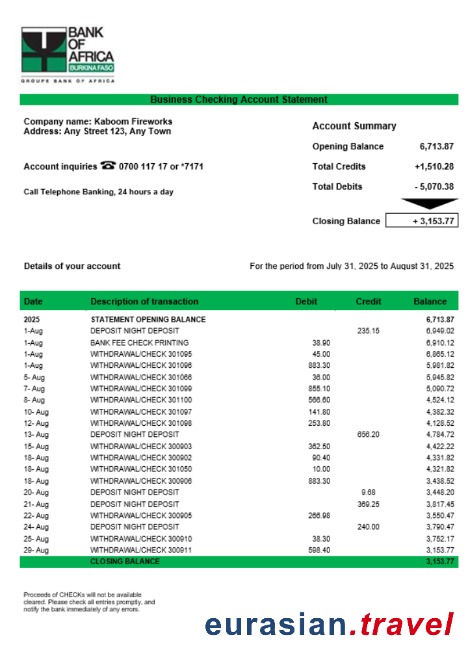 BANK
OF
AFRICA
BURKINA FASO
GROUPE BANK OF AFRICA
Business Checking Account Statement
Company name: Kaboom Fireworks
Address: Any Street 123, Any Town
Account inquiries ☎ 0700 117 17 or *7171
Call Telephone Banking, 24 hours a day
Account Summary
Opening Balance 6,713.87
Total Credits +1,510.28
Total Debits - 5,070.38
Closing Balance + 3,153.77
Details of your account For the period from July 31, 2025 to August 31, 2025
Date Description of transaction Debit Credit Balance
2025 STATEMENT OPENING BALANCE 6,713.87
1-Aug DEPOSIT NIGHT DEPOSIT 235.15 6,949.02
1-Aug BANK FEE CHECK PRINTING 38.90 6,910.12
1-Aug WITHDRAWAL/CHECK 301095 45.00 6,865.12
1-Aug WITHDRAWAL/CHECK 301096 883.30 5,981.82
5- Aug WITHDRAWAL/CHECK 301066 36.00 5,945.82
7- Aug WITHDRAWAL/CHECK 301099 855.10 5,090.72
8- Aug WITHDRAWAL/CHECK 301100 566.60 4,524.12
10- Aug WITHDRAWAL/CHECK 301097 141.80 4,382.32
12- Aug WITHDRAWAL/CHECK 301098 253.80 4,128.52
13- Aug DEPOSIT NIGHT DEPOSIT 656.20 4,784.72
15- Aug WITHDRAWAL/CHECK 300903 362.50 4,422.22
18- Aug WITHDRAWAL/CHECK 300902 90.40 4,331.82
18- Aug WITHDRAWAL/CHECK 301050 10.00 4,321.82
18- Aug WITHDRAWAL/CHECK 300906 883.30 3,438.52
20- Aug DEPOSIT NIGHT DEPOSIT 9.68 3,448.20
21- Aug DEPOSIT NIGHT DEPOSIT 369.25 3,817.45
22- Aug WITHDRAWAL/CHECK 300905 266.98 3,550.47
24- Aug DEPOSIT NIGHT DEPOSIT 240.00 3,790.47
25- Aug WITHDRAWAL/CHECK 300910 38.30 3,752.17
29- Aug WITHDRAWAL/CHECK 300911 598.40 3,153.77
CLOSING BALANCE 3,153.77
Proceeds of CHECKs will not be available
cleared. Please check all entries promptly, and
notify the bank immediately of any errors.
eurasian.travel